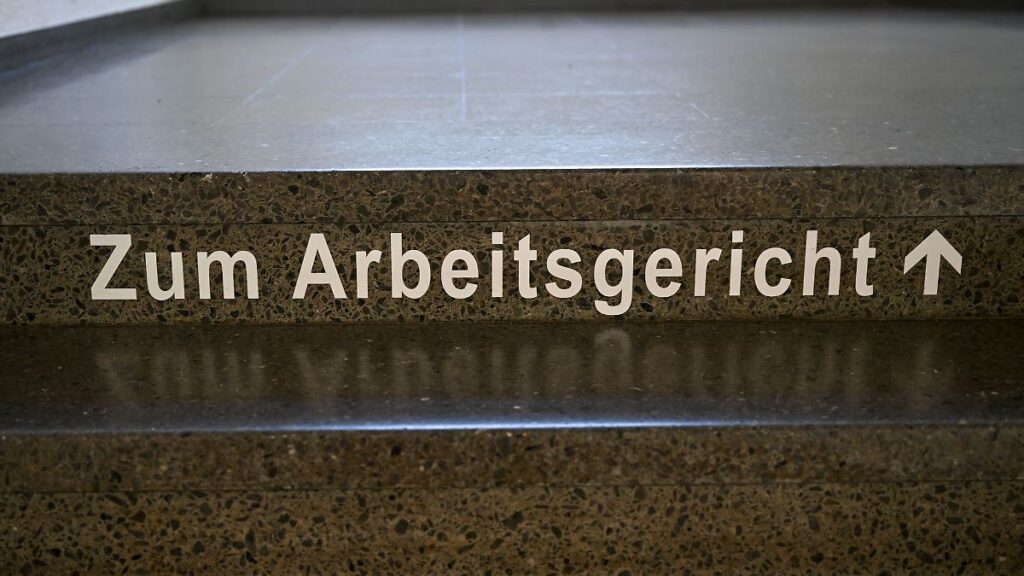 Zum Arbeitsgericht ↑